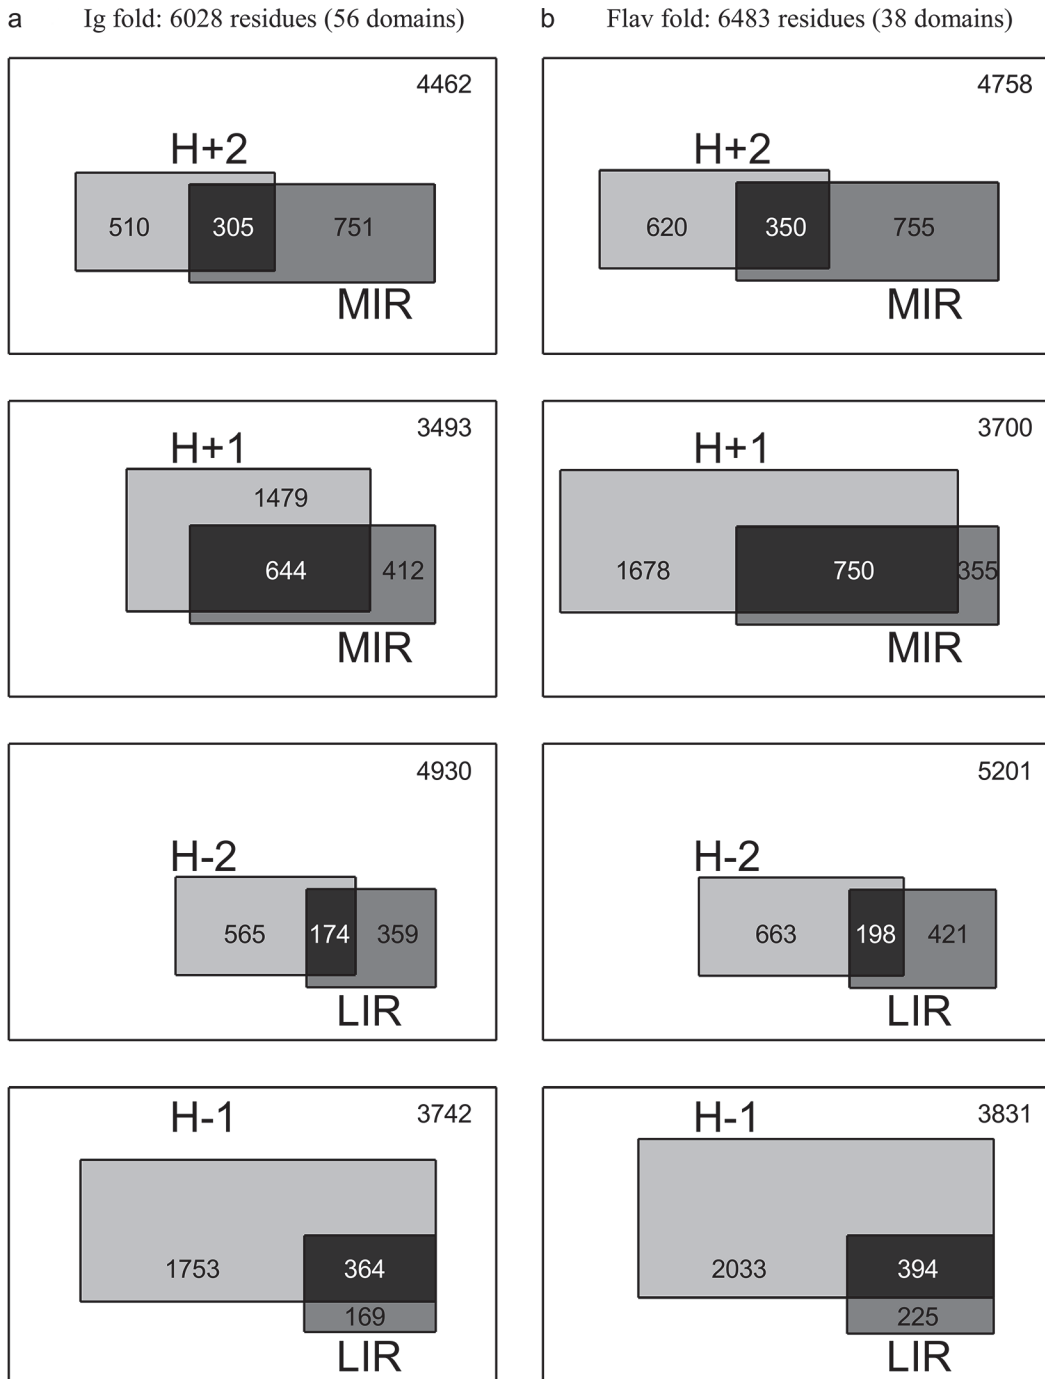 a Ig fold: 6028 residues (56 domains)
b Flav fold: 6483 residues (38 domains)
4462
H+2
510 305 751
MIR
4758
H+2
620 350 755
MIR
3493
H+1
1479
644 412
MIR
3700
H+1
1678 750 355
MIR
4930
H-2
565 174 359
LIR
5201
H-2
663 198 421
LIR
H-1 3742
1753 364
169
LIR
H-1 3831
2033 394
225
LIR